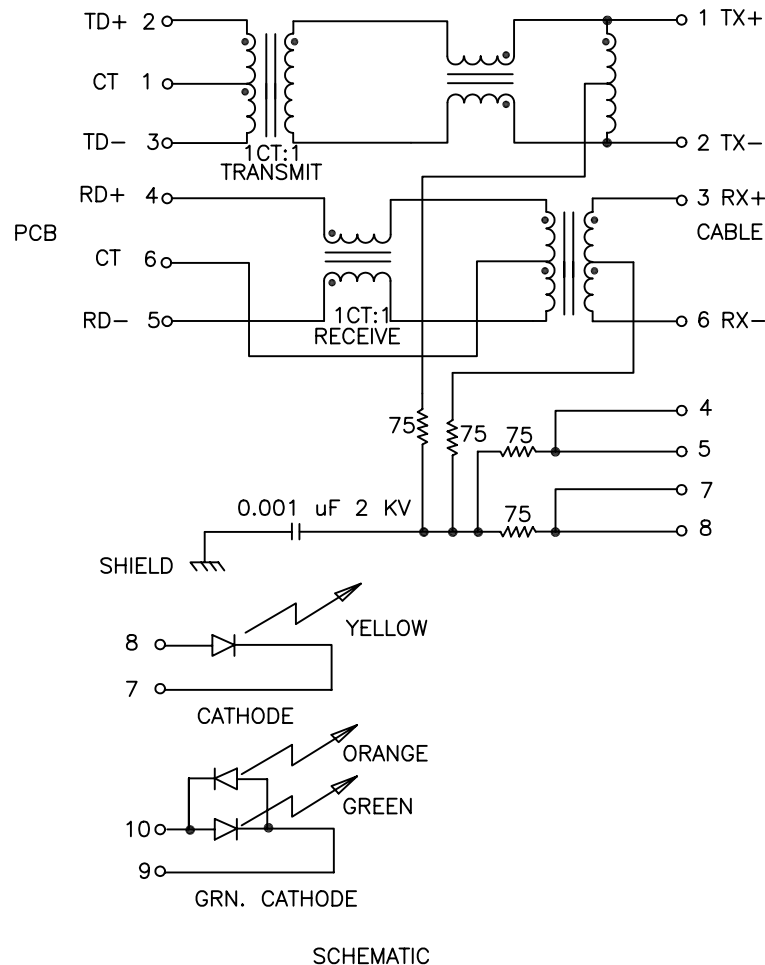 TD+ 2
1 TX+
CT 1
TD- 3
2 TX-
1CT:1
TRANSMIT
RD+ 4
3 RX+
PCB
CABLE
CT 6
RD- 5
1CT:1
RECEIVE
6 RX-
4
75
75
75
5
7
0.001 uF 2 KV
75
8
SHIELD
YELLOW
8
7
CATHODE
ORANGE
GREEN
10
9
GRN. CATHODE
SCHEMATIC